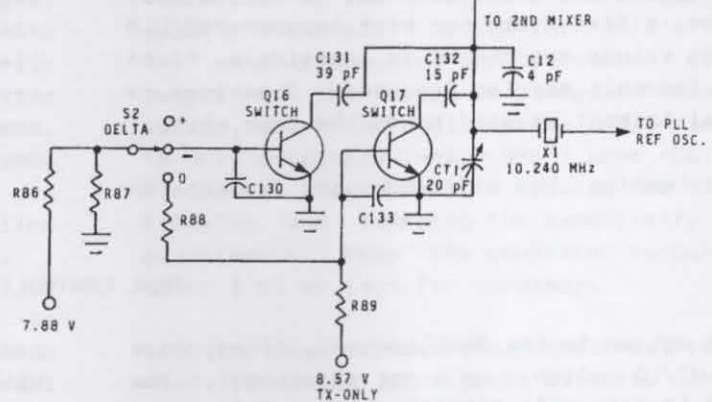 TO 2ND MIXER
C131
39 pF
C132
15 pF
C12
4 pF
Q16
SWITCH
Q17
SWITCH
S2
DELTA
+
-
0
TO PLL
REF OSC.
X1
10.240 MHz
CT1
20 pF
R86
R87
R88
C130
C133
R89
7.88 V
8.57 V
TX-ONLY